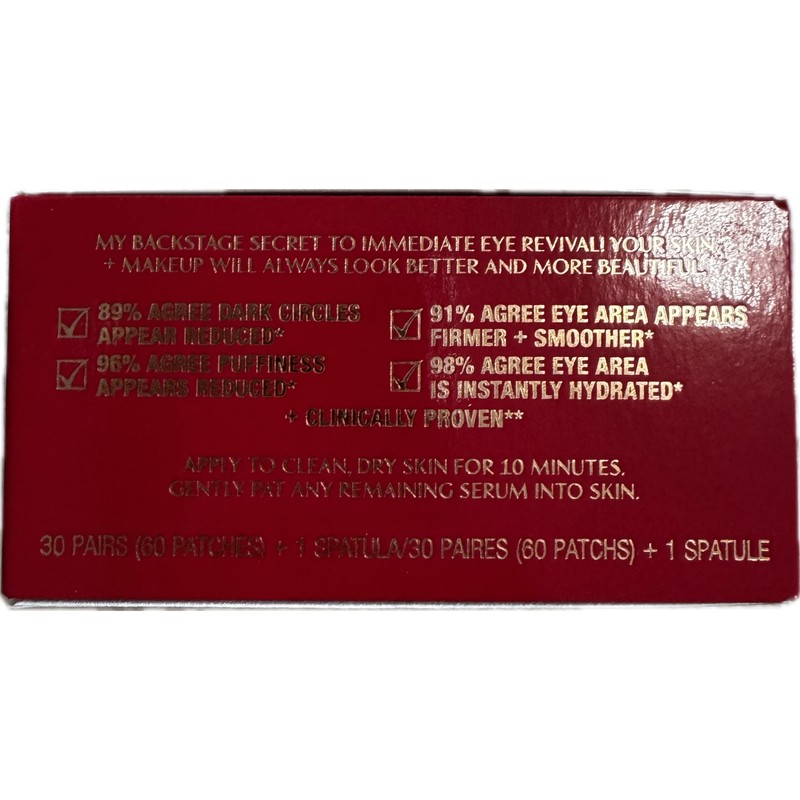 MY BACKSTAGE SECRET TO IMMEDIATE EYE REVIVAL! YOUR SKIN
+ MAKEUP WILL ALWAYS LOOK BETTER AND MORE BEAUTIFUL.
89% AGREE DARK CIRCLES
APPEAR REDUCED*
96% AGREE PUFFINESS
APPEARS REDUCED*
91% AGREE EYE AREA APPEARS
FIRMER + SMOOTHER*
98% AGREE EYE AREA
IS INSTANTLY HYDRATED*
+ CLINICALLY PROVEN**
APPLY TO CLEAN, DRY SKIN FOR 10 MINUTES.
GENTLY PAT ANY REMAINING SERUM INTO SKIN.
30 PAIRS (60 PATCHES) + 1 SPATULA/30 PAIRES (60 PATCHS) + 1 SPATULE